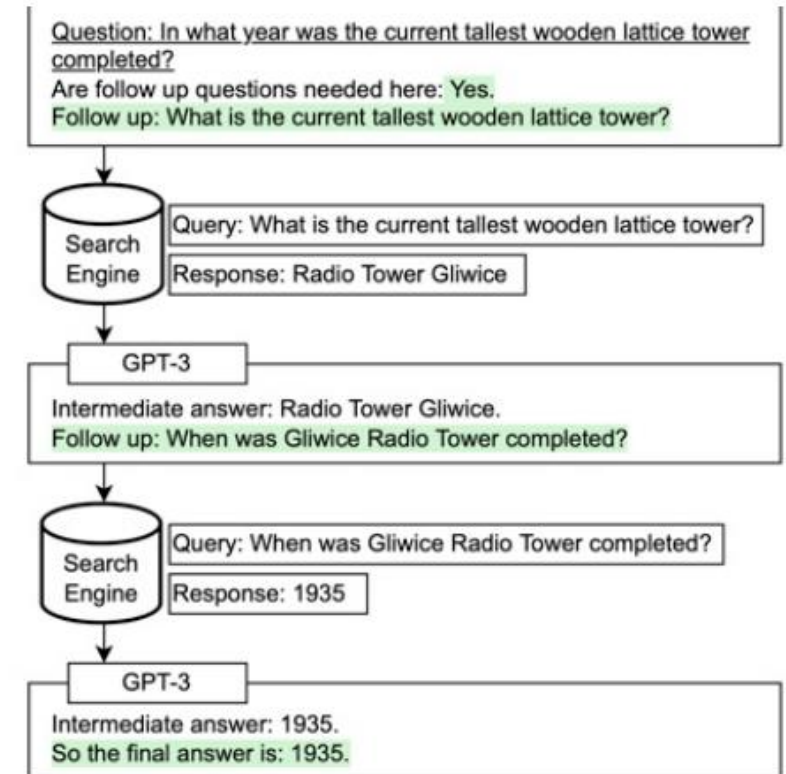 Question: In what year was the current tallest wooden lattice tower
completed?
Are follow up questions needed here: Yes.
Follow up: What is the current tallest wooden lattice tower?
Search
Engine
Query: What is the current tallest wooden lattice tower?
Response: Radio Tower Gliwice
GPT-3
Intermediate answer: Radio Tower Gliwice.
Follow up: When was Gliwice Radio Tower completed?
Search
Engine
Query: When was Gliwice Radio Tower completed?
Response: 1935
GPT-3
Intermediate answer: 1935.
So the final answer is: 1935.